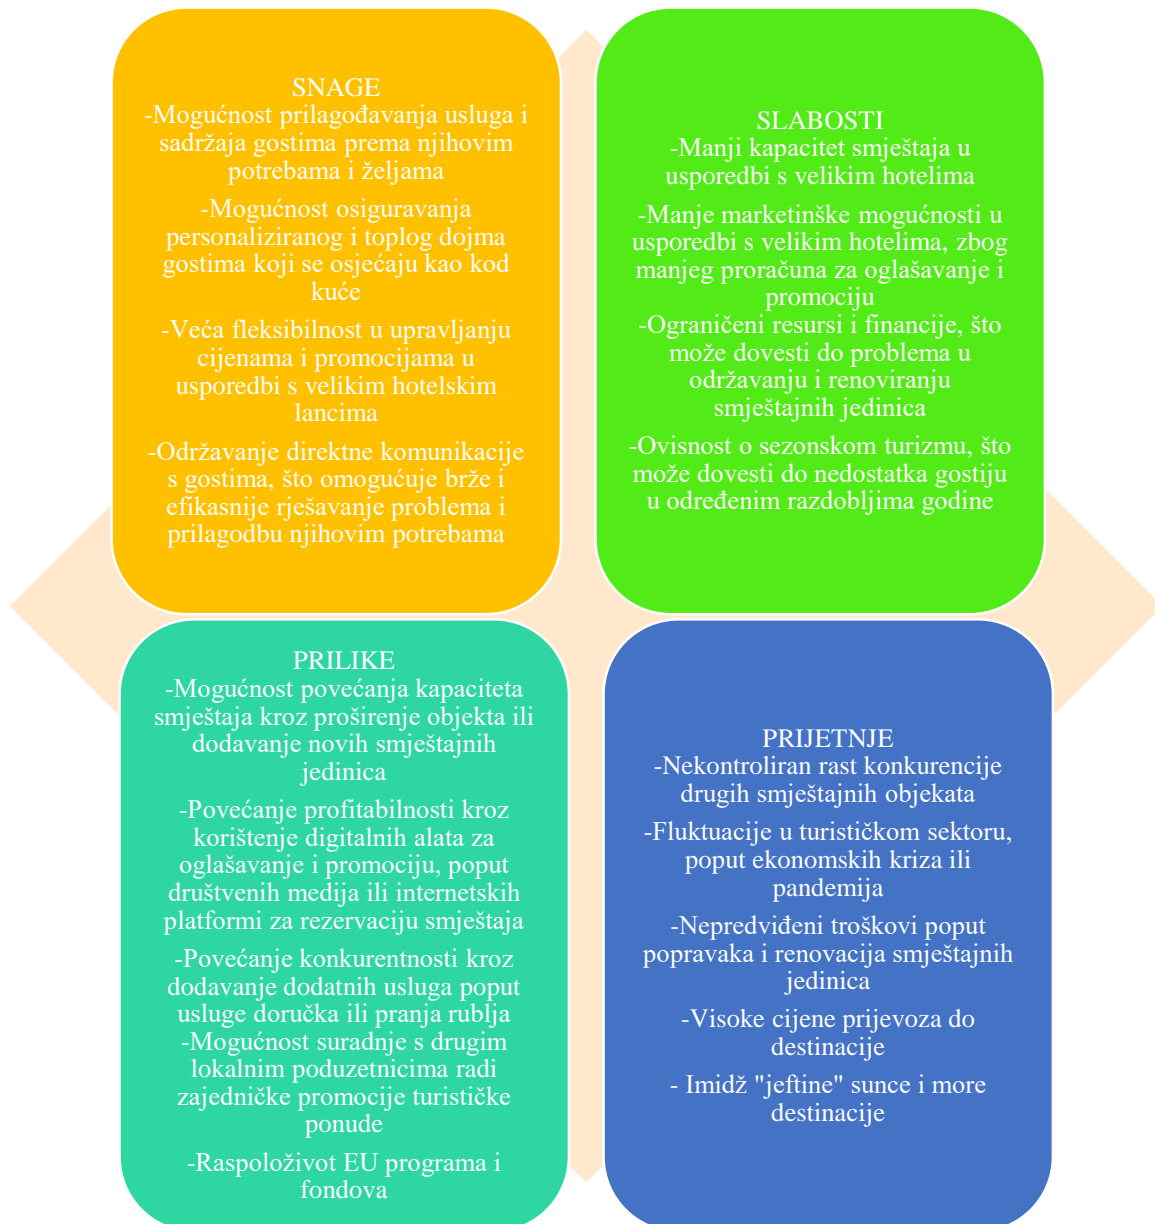 SNAGE
-Mogućnost prilagođavanja usluga i
sadržaja gostima prema njihovim
potrebama i željama
-Mogućnost osiguravanja
personaliziranog i toplog dojma
gostima koji se osjećaju kao kod
kuće
-Veća fleksibilnost u upravljanju
cijenama i promocijama u
usporedbi s velikim hotelskim
lancima
-Održavanje direktne komunikacije
s gostima, što omogućuje brže i
efikasnije rješavanje problema i
prilagodbu njihovim potrebama
SLABOSTI
-Manji kapacitet smještaja u
usporedbi s velikim hotelima
-Manje marketinške mogućnosti u
usporedbi s velikim hotelima, zbog
manjeg proračuna za oglašavanje i
promociju
-Ograničeni resursi i financije, što
može dovesti do problema u
održavanju i renoviranju
smještajnih jedinica
-Ovisnost o sezonskom turizmu, što
može dovesti do nedostatka gostiju
u određenim razdobljima godine
PRILIKE
-Mogućnost povećanja kapaciteta
smještaja kroz proširenje objekta ili
dodavanje novih smještajnih
jedinica
-Povećanje profitabilnosti kroz
korištenje digitalnih alata za
oglašavanje i promociju, poput
društvenih medija ili internetskih
platformi za rezervaciju smještaja
-Povećanje konkurentnosti kroz
dodavanje dodatnih usluga poput
usluge doručka ili pranja rublja
-Mogućnost suradnje s drugim
lokalnim poduzetnicima radi
zajedničke promocije turističke
ponude
-Raspoloživot EU programa i
fondova
PRIJETNJE
-Nekontroliran rast konkurencije
drugih smještajnih objekata
-Fluktuacije u turističkom sektoru,
poput ekonomskih kriza ili
pandemija
-Nepredviđeni troškovi poput
popravaka i renovacija smještajnih
jedinica
-Visoke cijene prijevoza do
destinacije
- Imidž "jeftine" sunce i more
destinacije